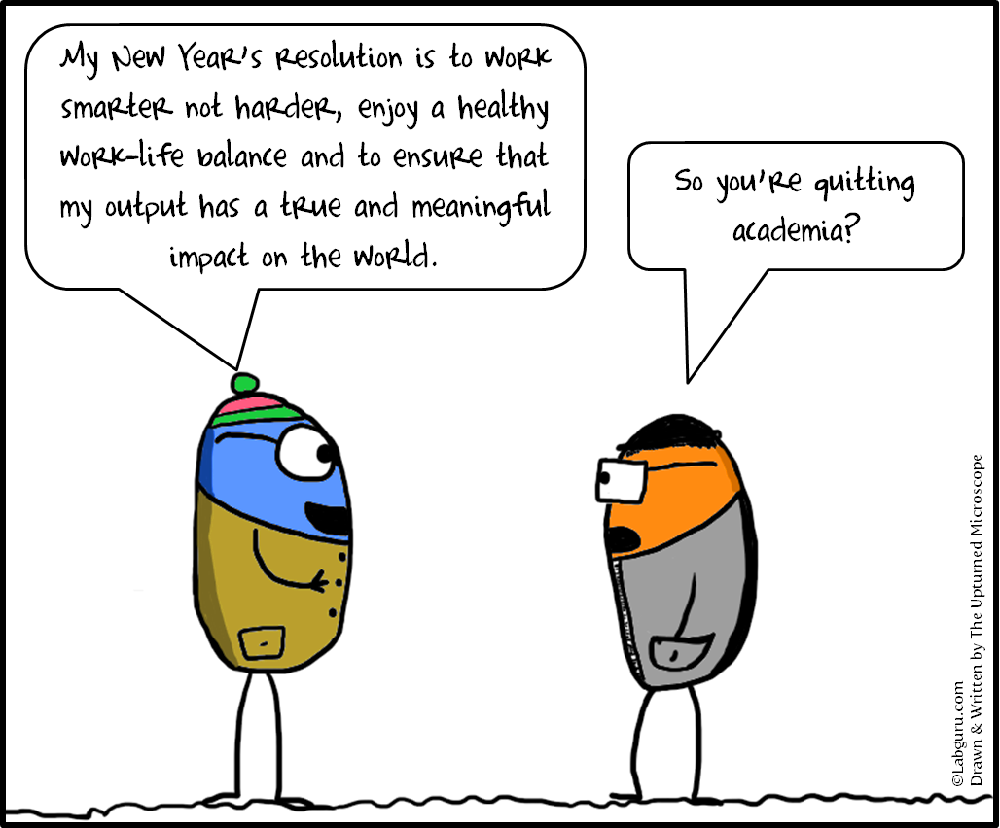 My New Year's resolution is to work
smarter not harder, enjoy a healthy
work-life balance and to ensure that
my output has a true and meaningful
impact on the world.
So you're quitting
academia?
©Labguru.com
Drawn & Written by The Upturned Microscope